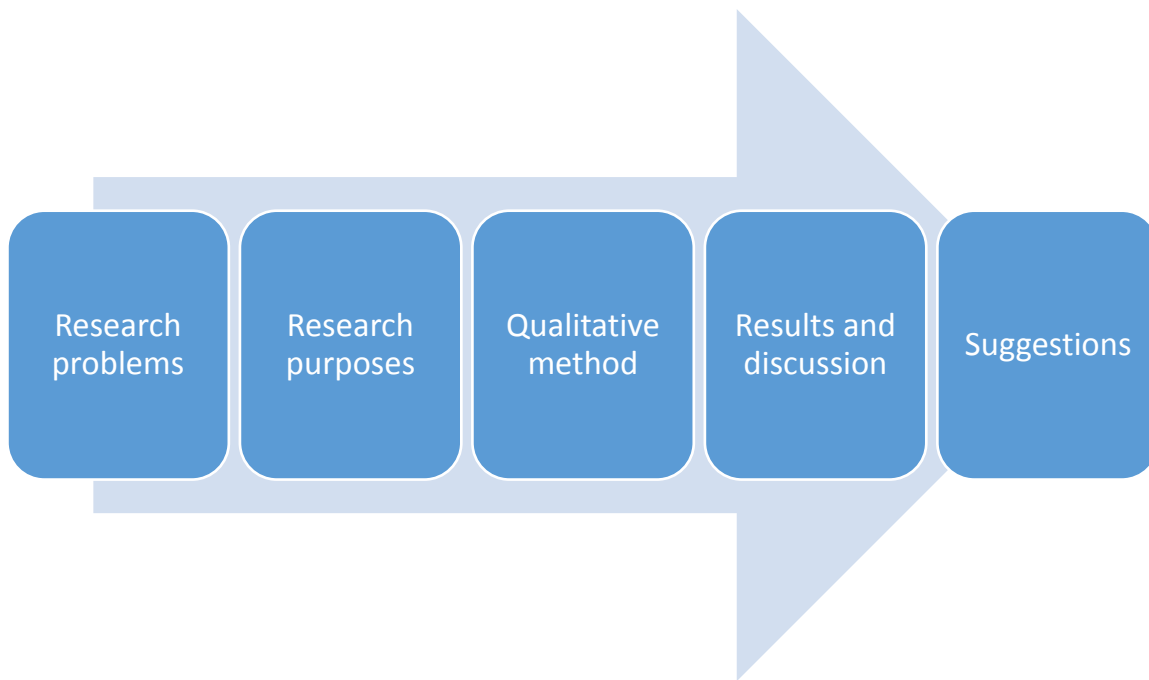 Research
problems
Research
purposes
Qualitative
method
Results and
discussion
Suggestions